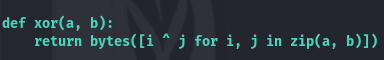 def xor(a, b):
    return bytes([i ^ j for i, j in zip(a, b)])